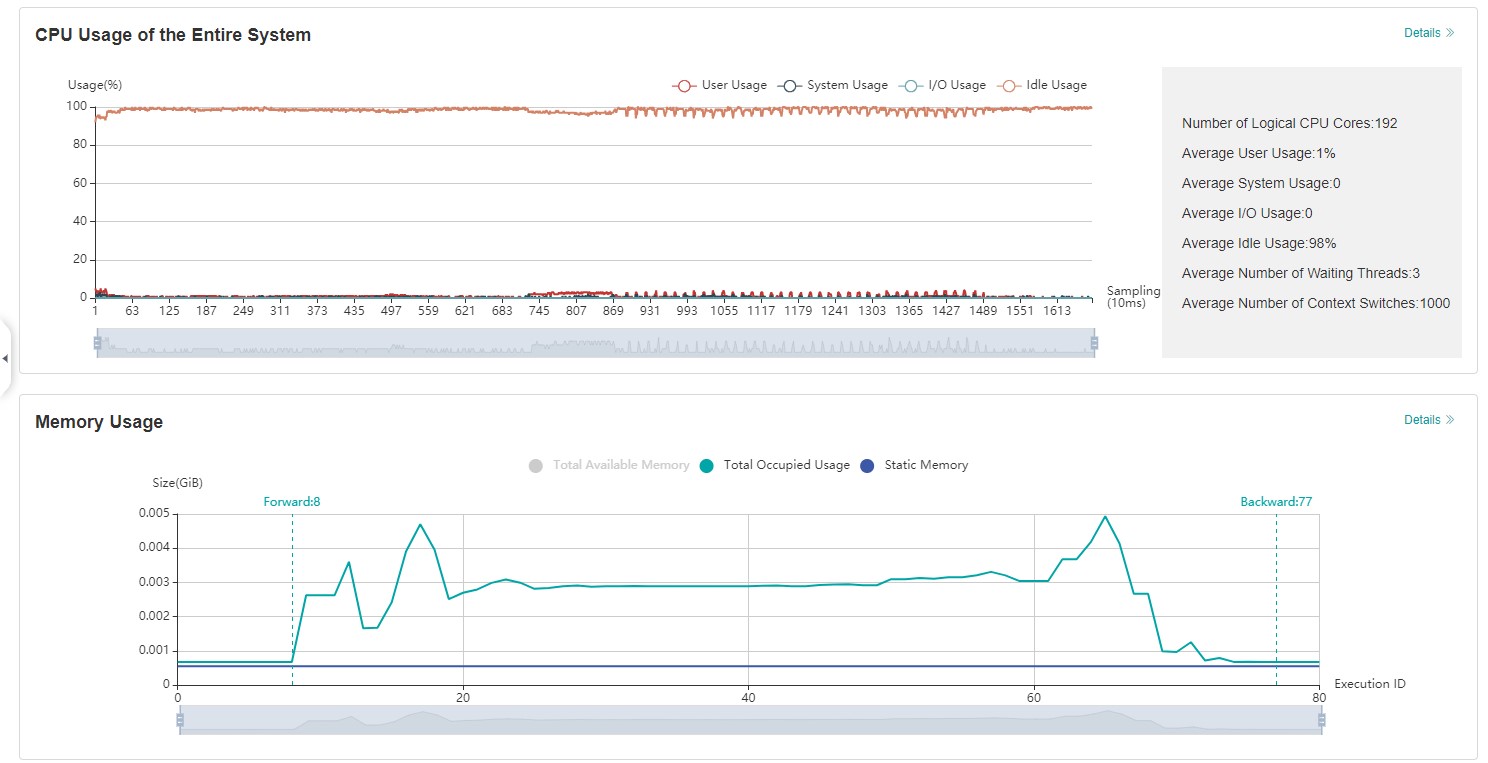 CPU Usage of the Entire System
Details
Usage(%)
User Usage System Usage I/O Usage Idle Usage
100
80
60
40
20
0
1 63 125 187 249 311 373 435 497 559 621 683 745 807 869 931 993 1055 1117 1179 1241 1303 1365 1427 1489 1551 1613
Sampling
(10ms)
Number of Logical CPU Cores:192
Average User Usage:1%
Average System Usage:0
Average I/O Usage:0
Average Idle Usage:98%
Average Number of Waiting Threads:3
Average Number of Context Switches:1000
Memory Usage
Details
Total Available Memory Total Occupied Usage Static Memory
Size(GiB)
Forward:8 Backward:77
0.005
0.004
0.003
0.002
0.001
0
0 20 40 60 80
Execution ID